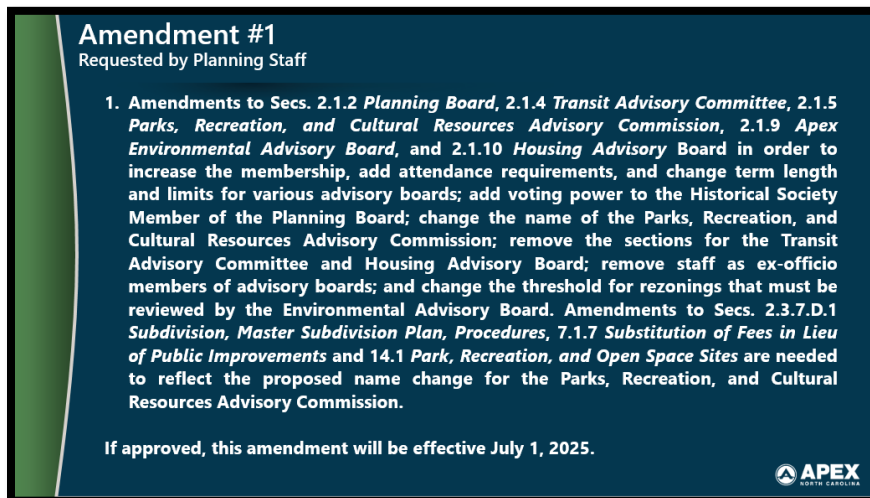 Amendment #1
Requested by Planning Staff
1. Amendments to Secs. 2.1.2 Planning Board, 2.1.4 Transit Advisory Committee, 2.1.5
Parks, Recreation, and Cultural Resources Advisory Commission, 2.1.9 Apex
Environmental Advisory Board, and 2.1.10 Housing Advisory Board in order to
increase the membership, add attendance requirements, and change term length
and limits for various advisory boards; add voting power to the Historical Society
Member of the Planning Board; change the name of the Parks, Recreation, and
Cultural Resources Advisory Commission; remove the sections for the Transit
Advisory Committee and Housing Advisory Board; remove staff as ex-officio
members of advisory boards; and change the threshold for rezonings that must be
reviewed by the Environmental Advisory Board. Amendments to Secs. 2.3.7.D.1
Subdivision, Master Subdivision Plan, Procedures, 7.1.7 Substitution of Fees in Lieu
of Public Improvements and 14.1 Park, Recreation, and Open Space Sites are needed
to reflect the proposed name change for the Parks, Recreation, and Cultural
Resources Advisory Commission.
If approved, this amendment will be effective July 1, 2025.
APEX
NORTH CAROLINA